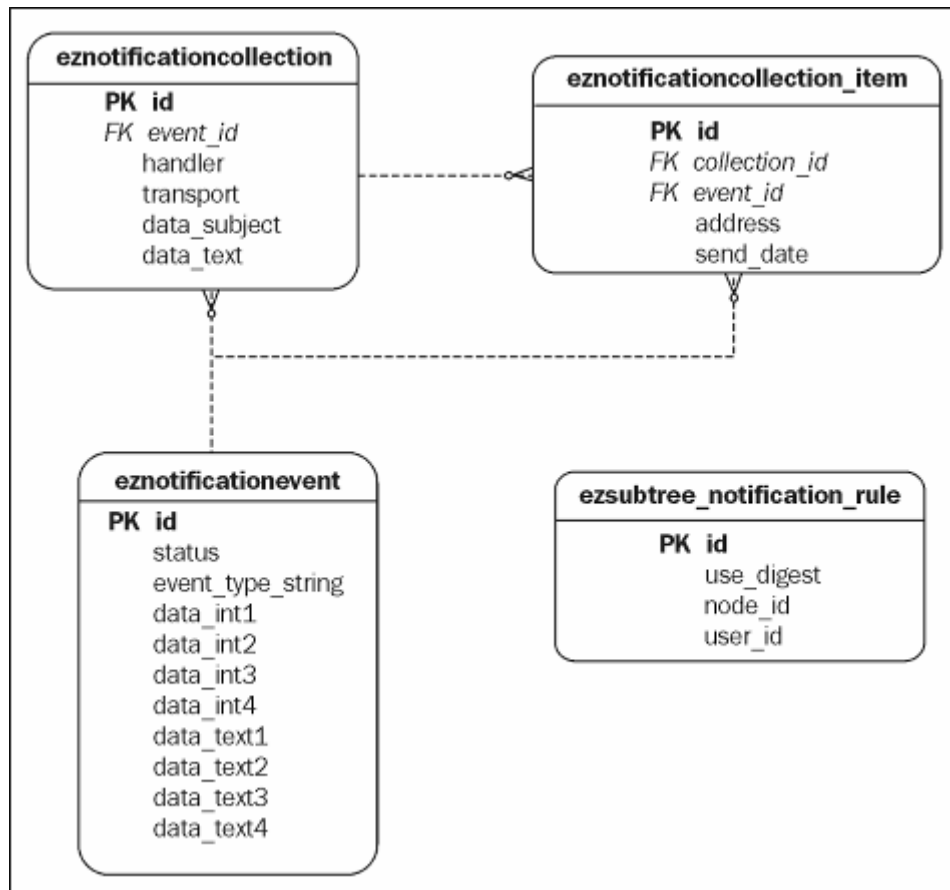 eznotificationcollection
PK id
FK event_id
handler
transport
data_subject
data_text
eznotificationcollection_item
PK id
FK collection_id
FK event_id
address
send_date
eznotificationevent
PK id
status
event_type_string
data_int1
data_int2
data_int3
data_int4
data_text1
data_text2
data_text3
data_text4
ezsubtree_notification_rule
PK id
use_digest
node_id
user_id